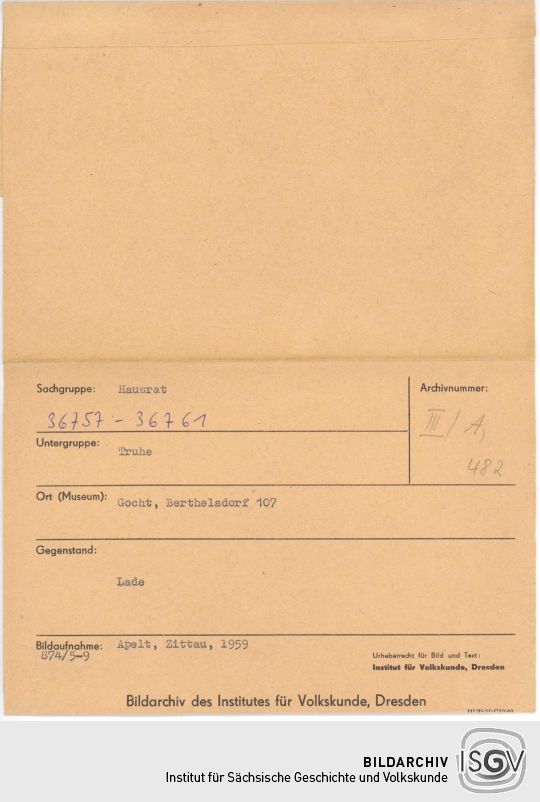 Sachgruppe: Hausrat
Archivnummer:
36757 - 36761
III / A,
482
Untergruppe: Truhe
Ort (Museum): Gocht, Berthelsdorf 107
Gegenstand:
Lade
Bildaufnahme: Apelt, Zittau, 1959
874/5-9
Urheberrecht für Bild und Text:
Institut für Volkskunde, Dresden
Bildarchiv des Institutes für Volkskunde, Dresden
BILDARCHIV
Institut für Sächsische Geschichte und Volkskunde
ISGV